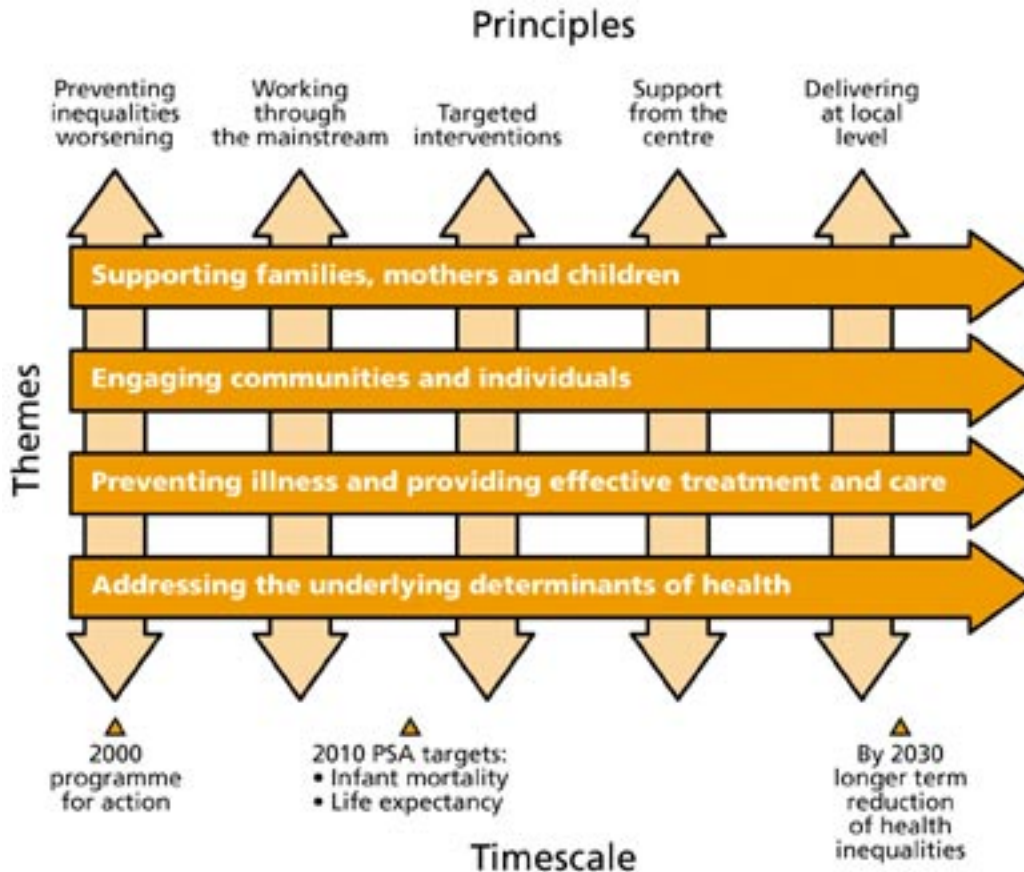 Principles
Preventing
inequalities
worsening
Working
through
the mainstream
Targeted
interventions
Support
from the
centre
Delivering
at local
level
Themes
Supporting families, mothers and children
Engaging communities and individuals
Preventing illness and providing effective treatment and care
Addressing the underlying determinants of health
2000
programme
for action
2010 PSA targets:
• Infant mortality
• Life expectancy
By 2030
longer term
reduction
of health
inequalities
Timescale